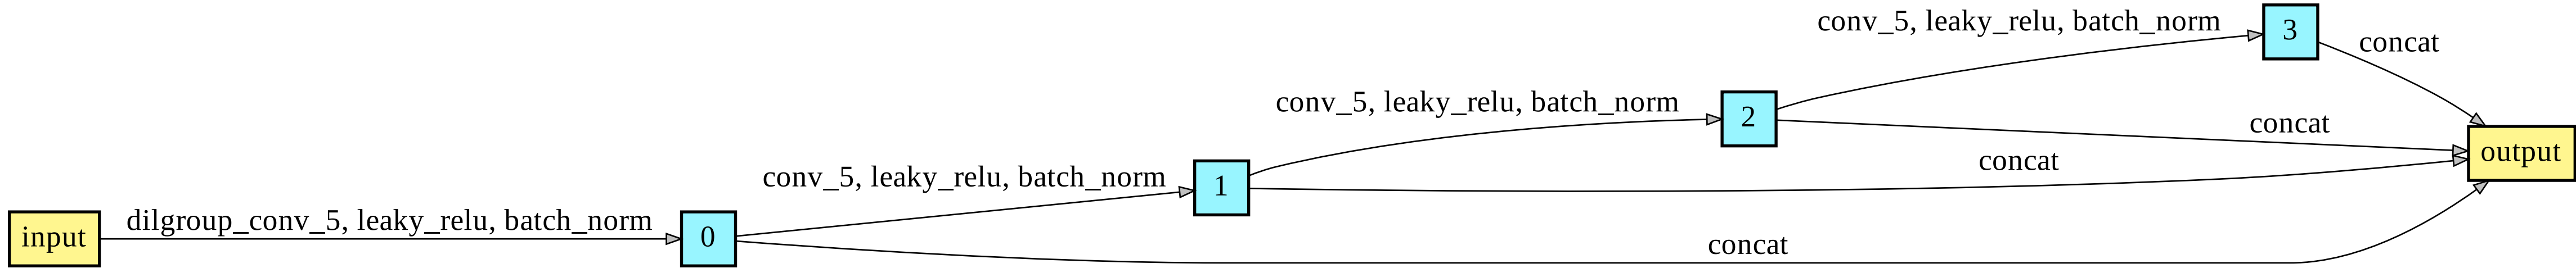 conv_5, leaky_relu, batch_norm
3
concat
conv_5, leaky_relu, batch_norm
2
concat
output
concat
conv_5, leaky_relu, batch_norm
1
input
dilgroup_conv_5, leaky_relu, batch_norm
0
concat